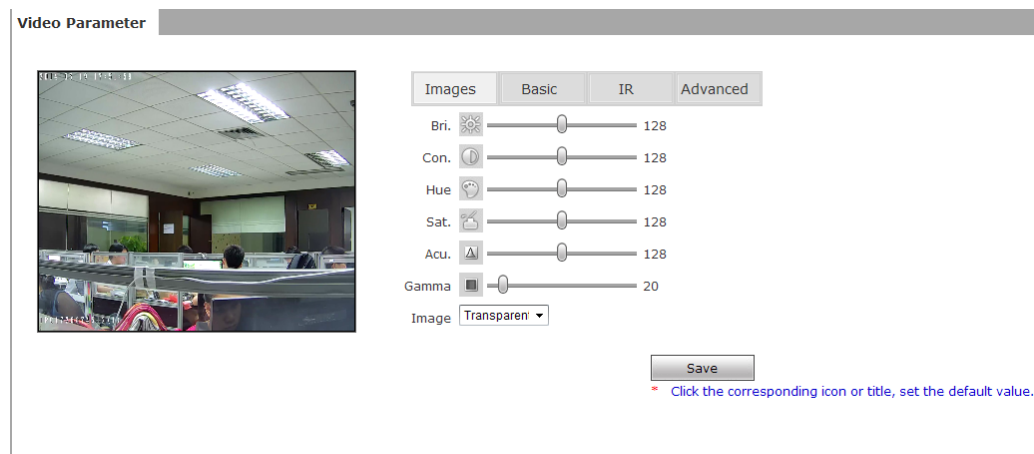 Video Parameter
Images Basic IR Advanced
Bri. 128
Con. 128
Hue 128
Sat. 128
Acu. 128
Gamma 20
Image Transparent
Save
* Click the corresponding icon or title, set the default value.